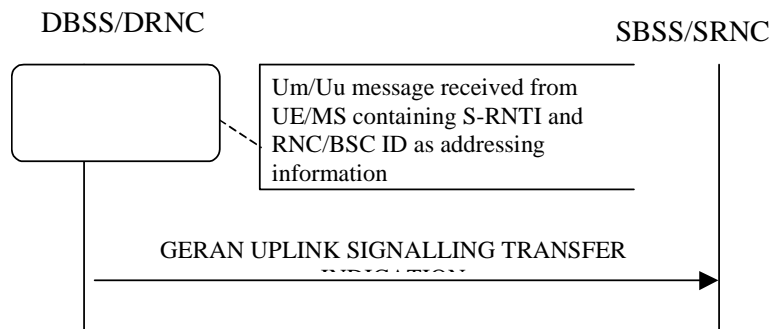 DBSS/DRNC
SBSS/SRNC
Um/Uu message received from
UE/MS containing S-RNTI and
RNC/BSC ID as addressing
information
GERAN UPLINK SIGNALLING TRANSFER
INDICATION